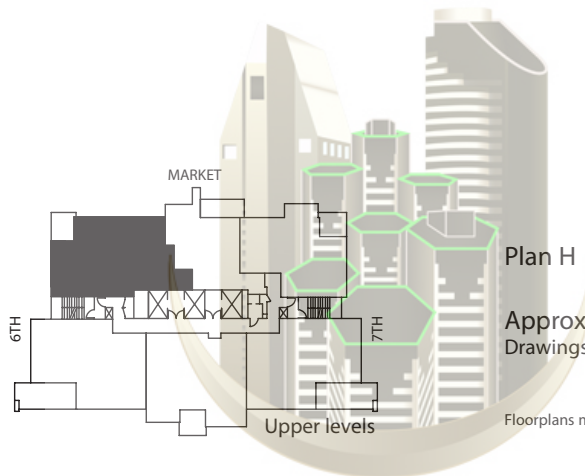 MARKET
Plan H
6TH
7TH
Approx
Drawings
Floorplans
Upper levels